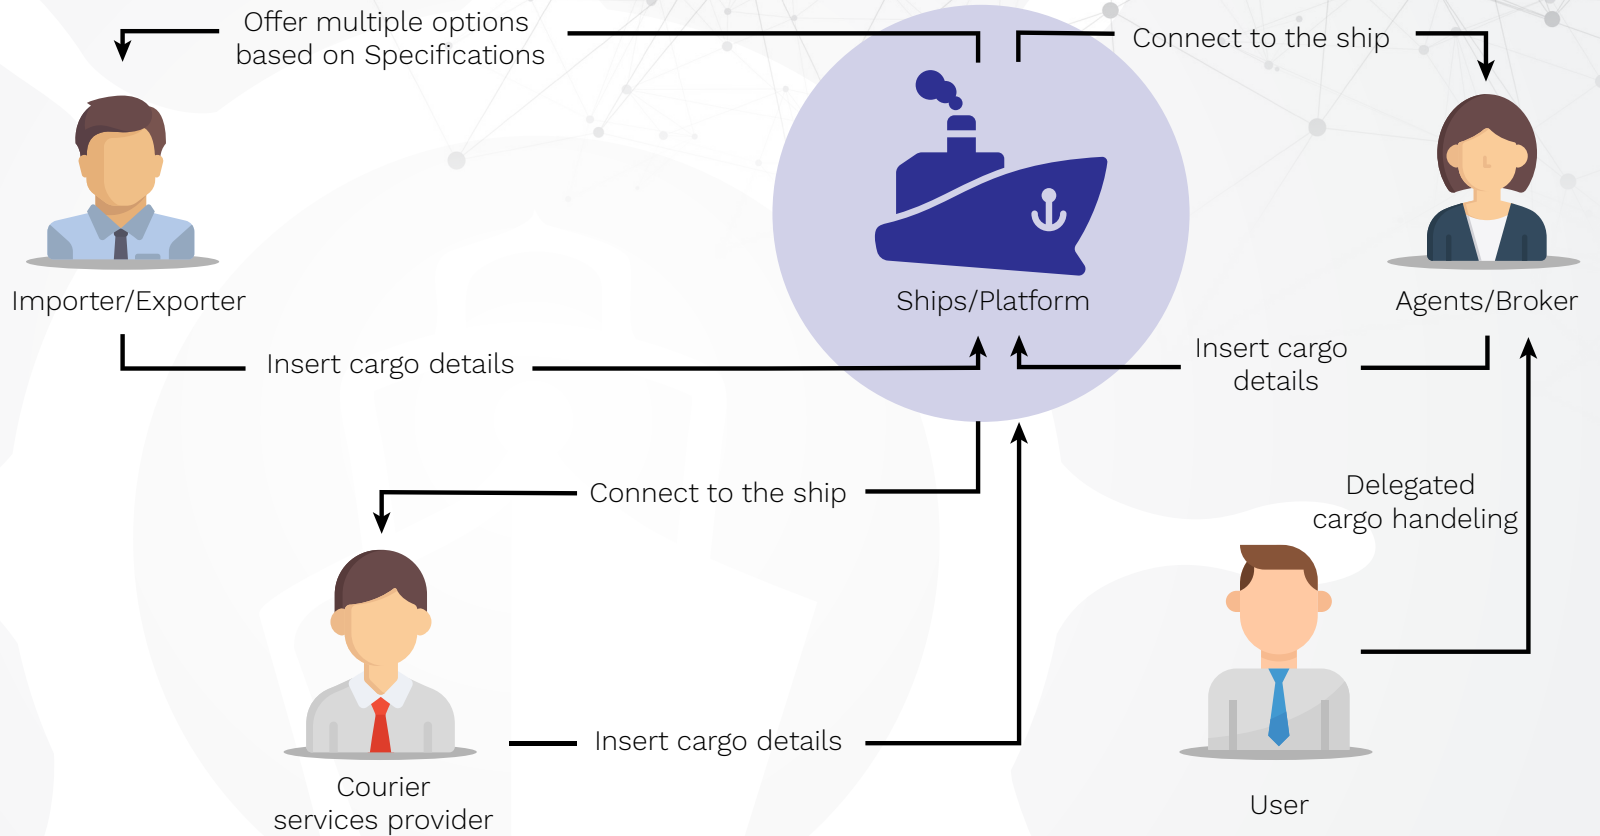 Offer multiple options
based on Specifications
Connect to the ship
Importer/Exporter
Ships/Platform
Agents/Broker
Insert cargo details
Insert cargo
details
Connect to the ship
Delegated
cargo handeling
Insert cargo details
Courier
services provider
User